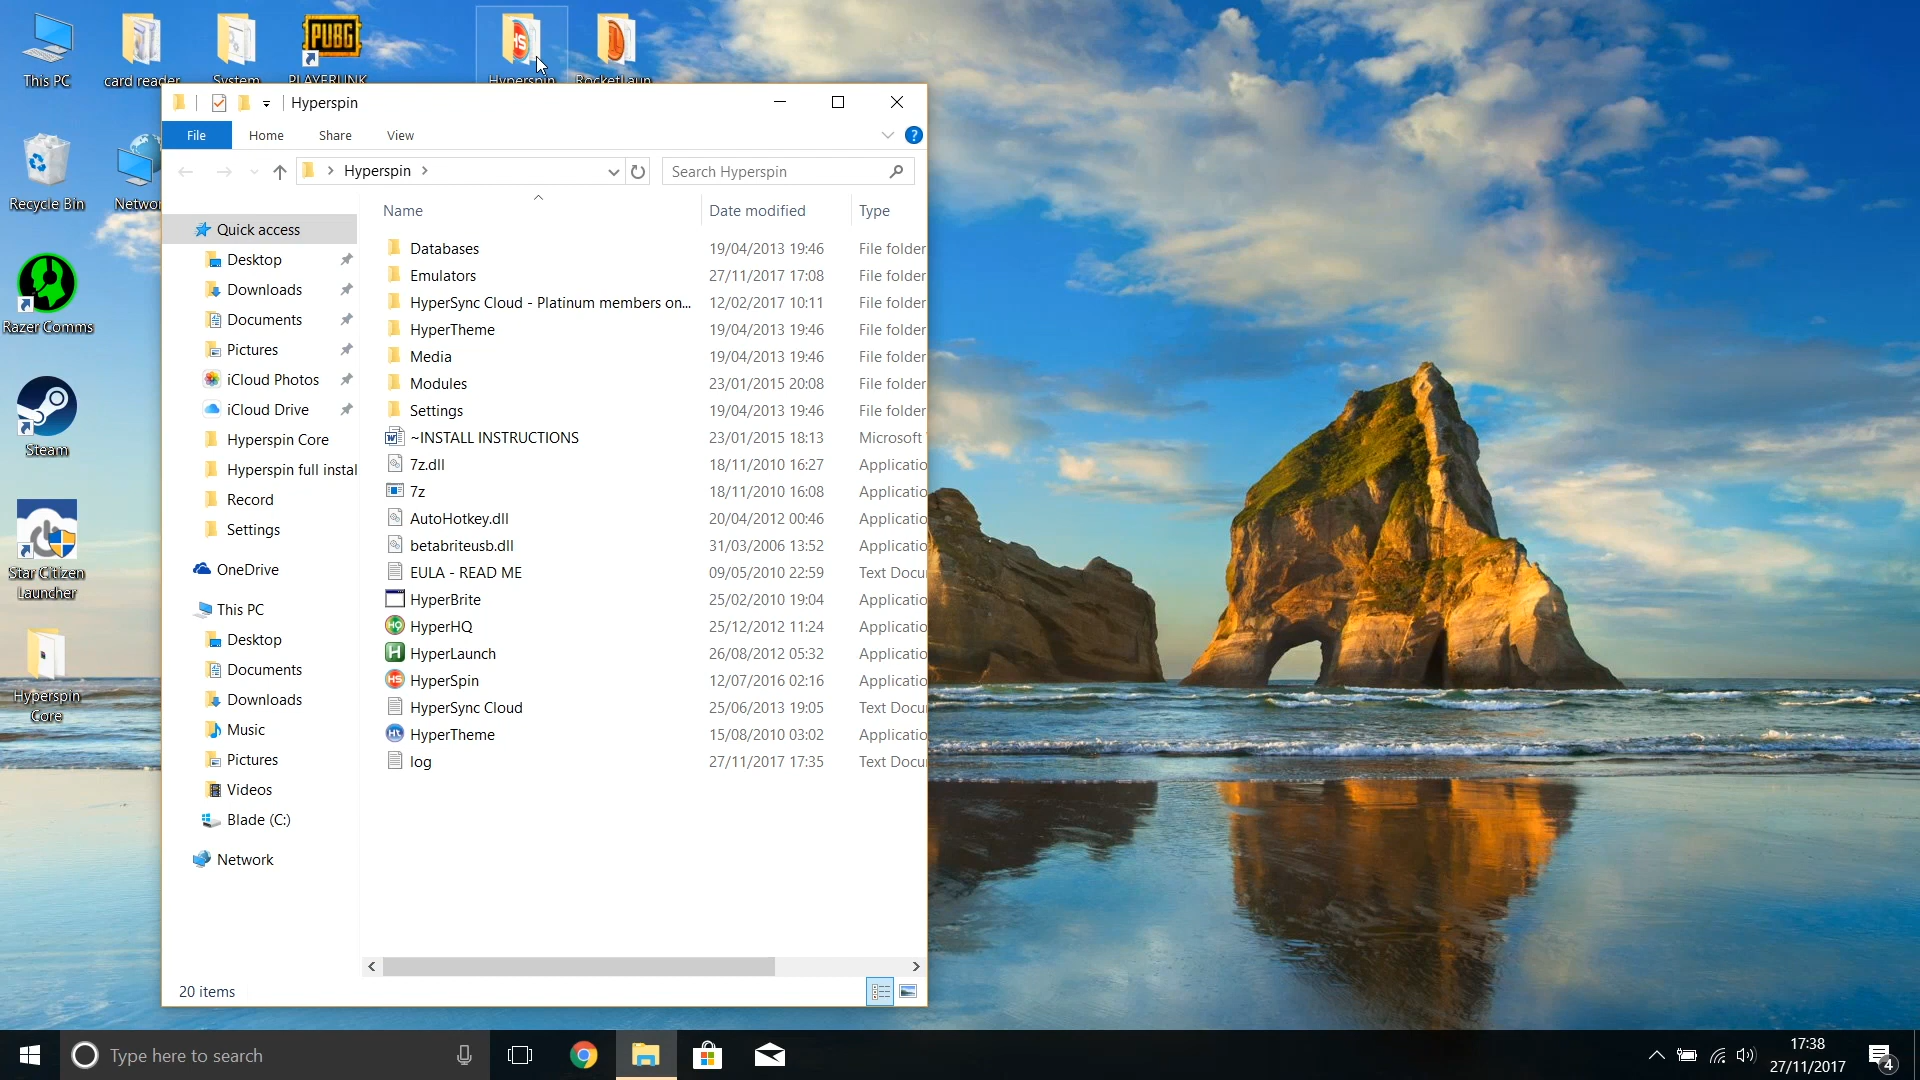 This PC
card reader
System
PLAYERUNK
Hyperspin
RocketLaun
PUBG
Recycle Bin
Networ
Razer Comms
Steam
Star Citizen
Launcher
Hyperspin
Core
Hyperspin
File
Home
Share
View
Hyperspin
Search Hyperspin
Name
Date modified
Type
Quick access
Desktop
Downloads
Documents
Pictures
iCloud Photos
iCloud Drive
Hyperspin Core
Hyperspin full instal
Record
Settings
OneDrive
This PC
Desktop
Documents
Downloads
Music
Pictures
Videos
Blade (C:)
Network
Databases 19/04/2013 19:46 File folder
Emulators 27/11/2017 17:08 File folder
HyperSync Cloud - Platinum members on... 12/02/2017 10:11 File folder
HyperTheme 19/04/2013 19:46 File folder
Media 19/04/2013 19:46 File folder
Modules 23/01/2015 20:08 File folder
Settings 19/04/2013 19:46 File folder
~INSTALL INSTRUCTIONS 23/01/2015 18:13 Microsoft
7z.dll 18/11/2010 16:27 Applicatio
7z 18/11/2010 16:08 Applicatio
AutoHotkey.dll 20/04/2012 00:46 Applicatio
betabriteusb.dll 31/03/2006 13:52 Applicatio
EULA - READ ME 09/05/2010 22:59 Text Docu
HyperBrite 25/02/2010 19:04 Applicatio
HyperHQ 25/12/2012 11:24 Applicatio
HyperLaunch 26/08/2012 05:32 Applicatio
HyperSpin 12/07/2016 02:16 Applicatio
HyperSync Cloud 25/06/2013 19:05 Text Docu
HyperTheme 15/08/2010 03:02 Applicatio
log 27/11/2017 17:35 Text Docu
20 items
Type here to search
17:38
27/11/2017
4